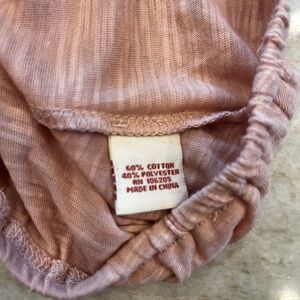 60% COTTON
40% POLYESTER
RN 106205
MADE IN CHINA